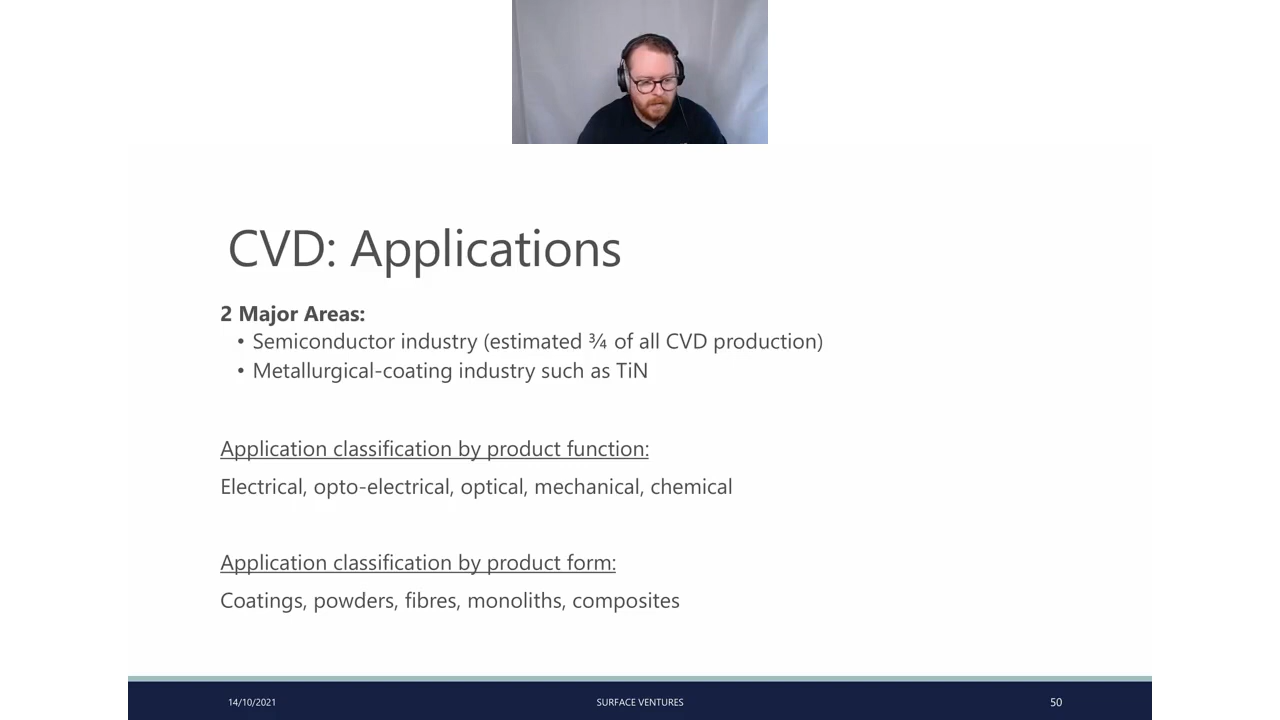 CVD: Applications
2 Major Areas:
• Semiconductor industry (estimated ¾ of all CVD production)
• Metallurgical-coating industry such as TiN
Application classification by product function:
Electrical, opto-electrical, optical, mechanical, chemical
Application classification by product form:
Coatings, powders, fibres, monoliths, composites
14/10/2021
SURFACE VENTURES
50